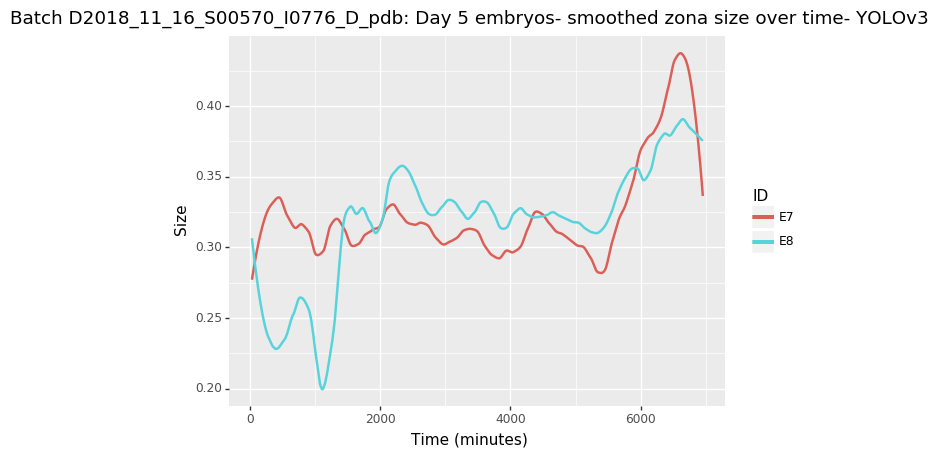 Batch D2018_11_16_S00570_I0776_D_pdb: Day 5 embryos- smoothed zona size over time- YOLOv3
0.40
0.35
0.30
0.25
0.20
Size
0
2000
4000
6000
Time (minutes)
ID
E7
E8